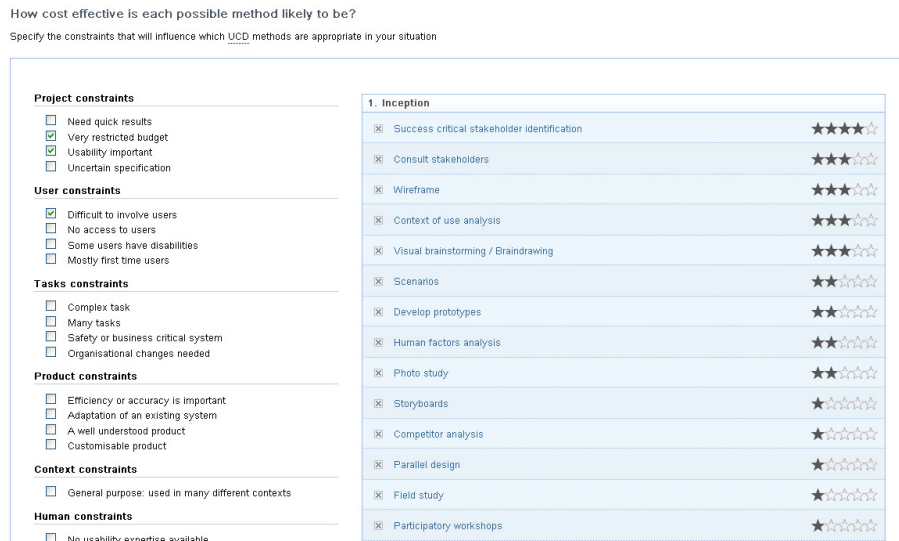 How cost effective is each possible method likely to be?
Specify the constraints that will influence which UCD methods are appropriate in your situation
Project constraints
Need quick results
Very restricted budget
Usability important
Uncertain specification
User constraints
Difficult to involve users
No access to users
Some users have disabilities
Mostly first time users
Tasks constraints
Complex task
Many tasks
Safety or business critical system
Organisational changes needed
Product constraints
Efficiency or accuracy is important
Adaptation of an existing system
A well understood product
Customisable product
Context constraints
General purpose: used in many different contexts
Human constraints
No usability expertise available
1. Inception
Success critical stakeholder identification
Consult stakeholders
Wireframe
Context of use analysis
Visual brainstorming / Braindrawing
Scenarios
Develop prototypes
Human factors analysis
Photo study
Storyboards
Competitor analysis
Parallel design
Field study
Participatory workshops